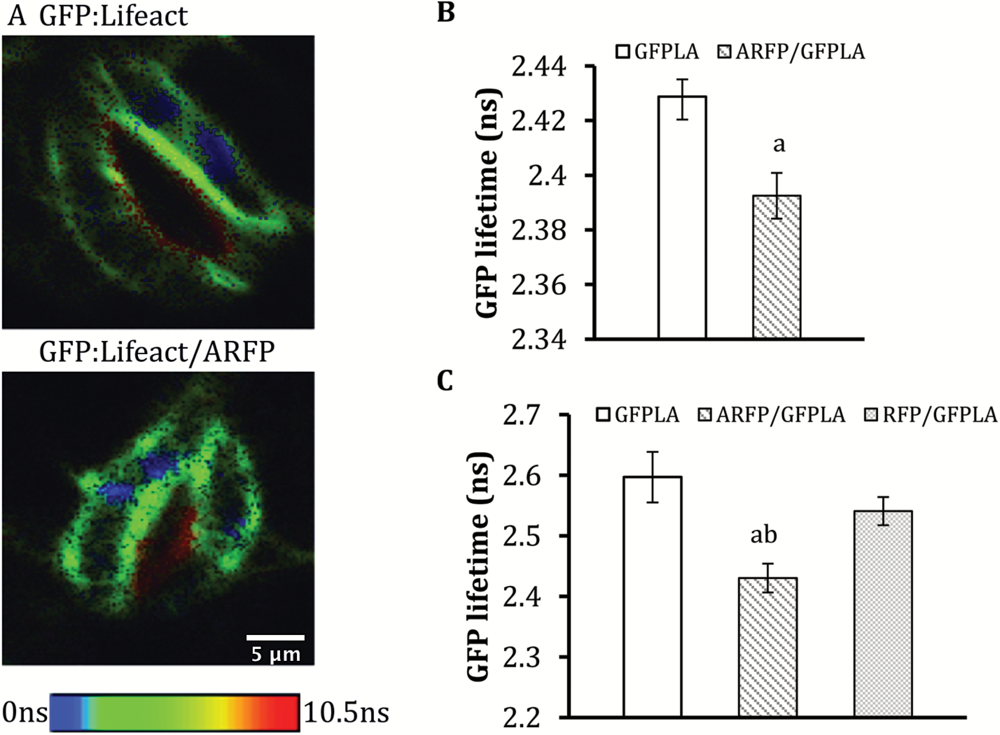 A GFP:Lifeact
GFP:Lifeact/ARFP
5 µm
0ns 10.5ns
B
GFPLA ARFP/GFPLA
GFP lifetime (ns)
2.44
2.42
2.4
2.38
2.36
2.34
a
C
GFPLA ARFP/GFPLA RFP/GFPLA
GFP lifetime (ns)
2.7
2.6
2.5
2.4
2.3
2.2
ab